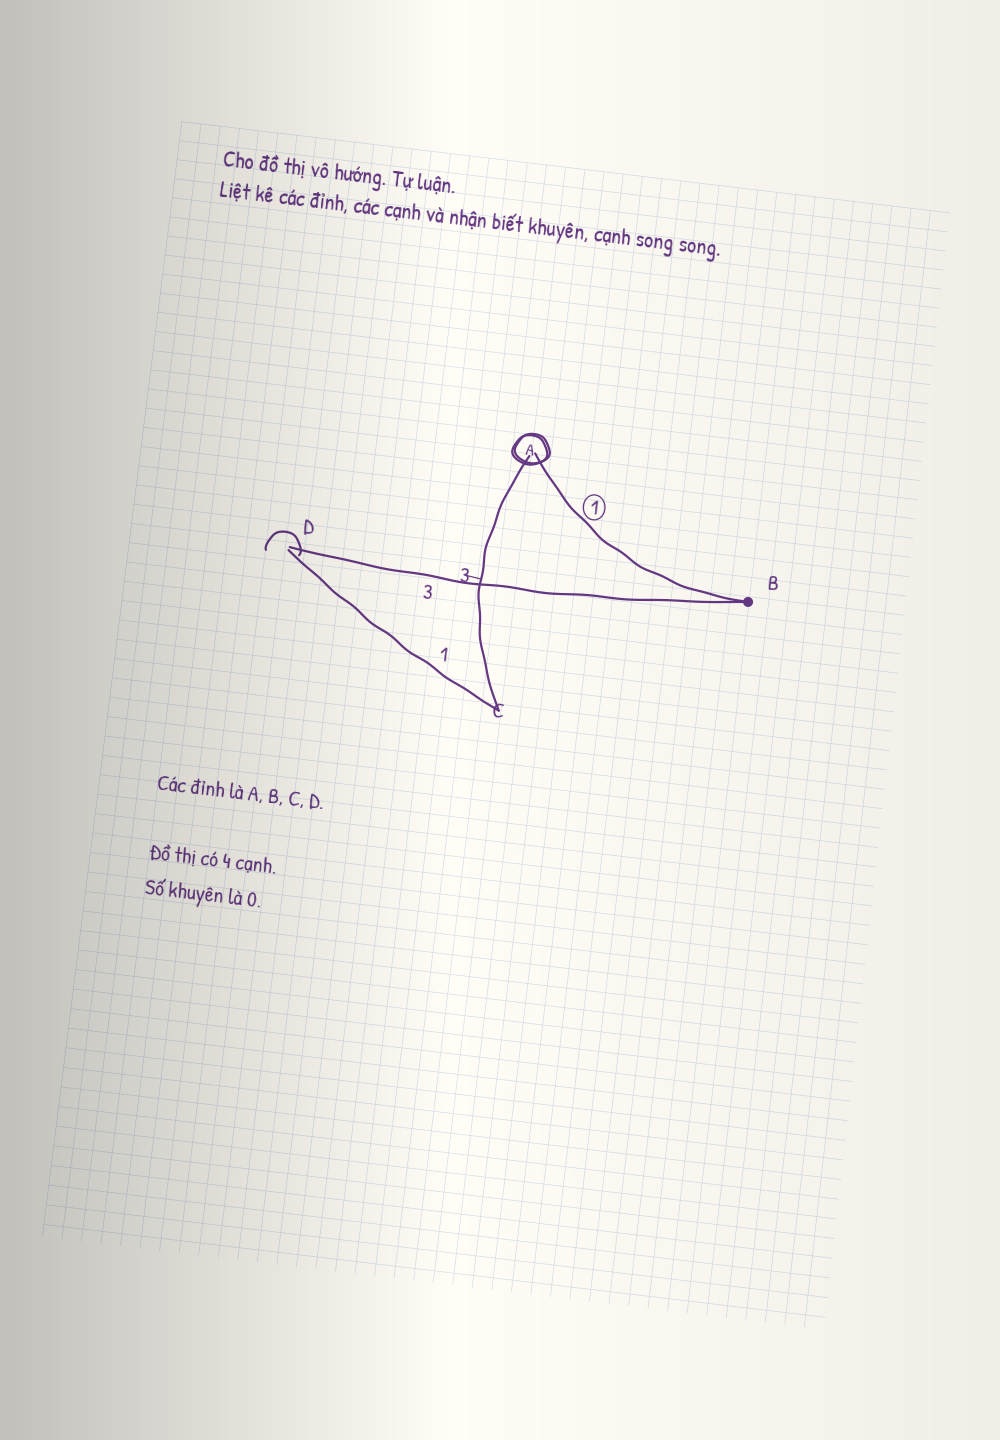 Cho đồ thị vô hướng. Tự luận.
Liệt kê các đỉnh, các cạnh và nhận biết khuyên, cạnh song song.
A
1
D
3
B
3
1
C
Các đỉnh là A, B, C, D.
Đồ thị có 4 cạnh.
Số khuyên là 0.